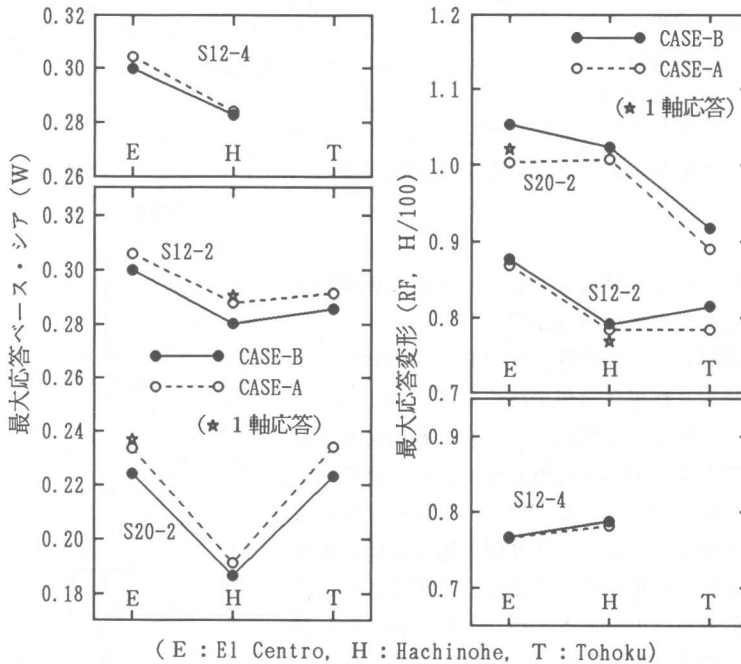 最大応答ベース・シア (W)
0.32
0.30
0.28
0.26
S12-4
E H T
0.32
0.30
0.28
0.26
0.24
0.22
0.20
0.18
S12-2
CASE-B
CASE-A
(★ 1軸応答)
S20-2
E H T
最大応答変形 (RF, H/100)
1.2
1.1
1.0
0.9
0.8
0.7
CASE-B
CASE-A
(★ 1軸応答)
S20-2
S12-2
E H T
0.9
0.8
0.7
S12-4
E H T
(E:El Centro, H:Hachinohe, T:Tohoku)